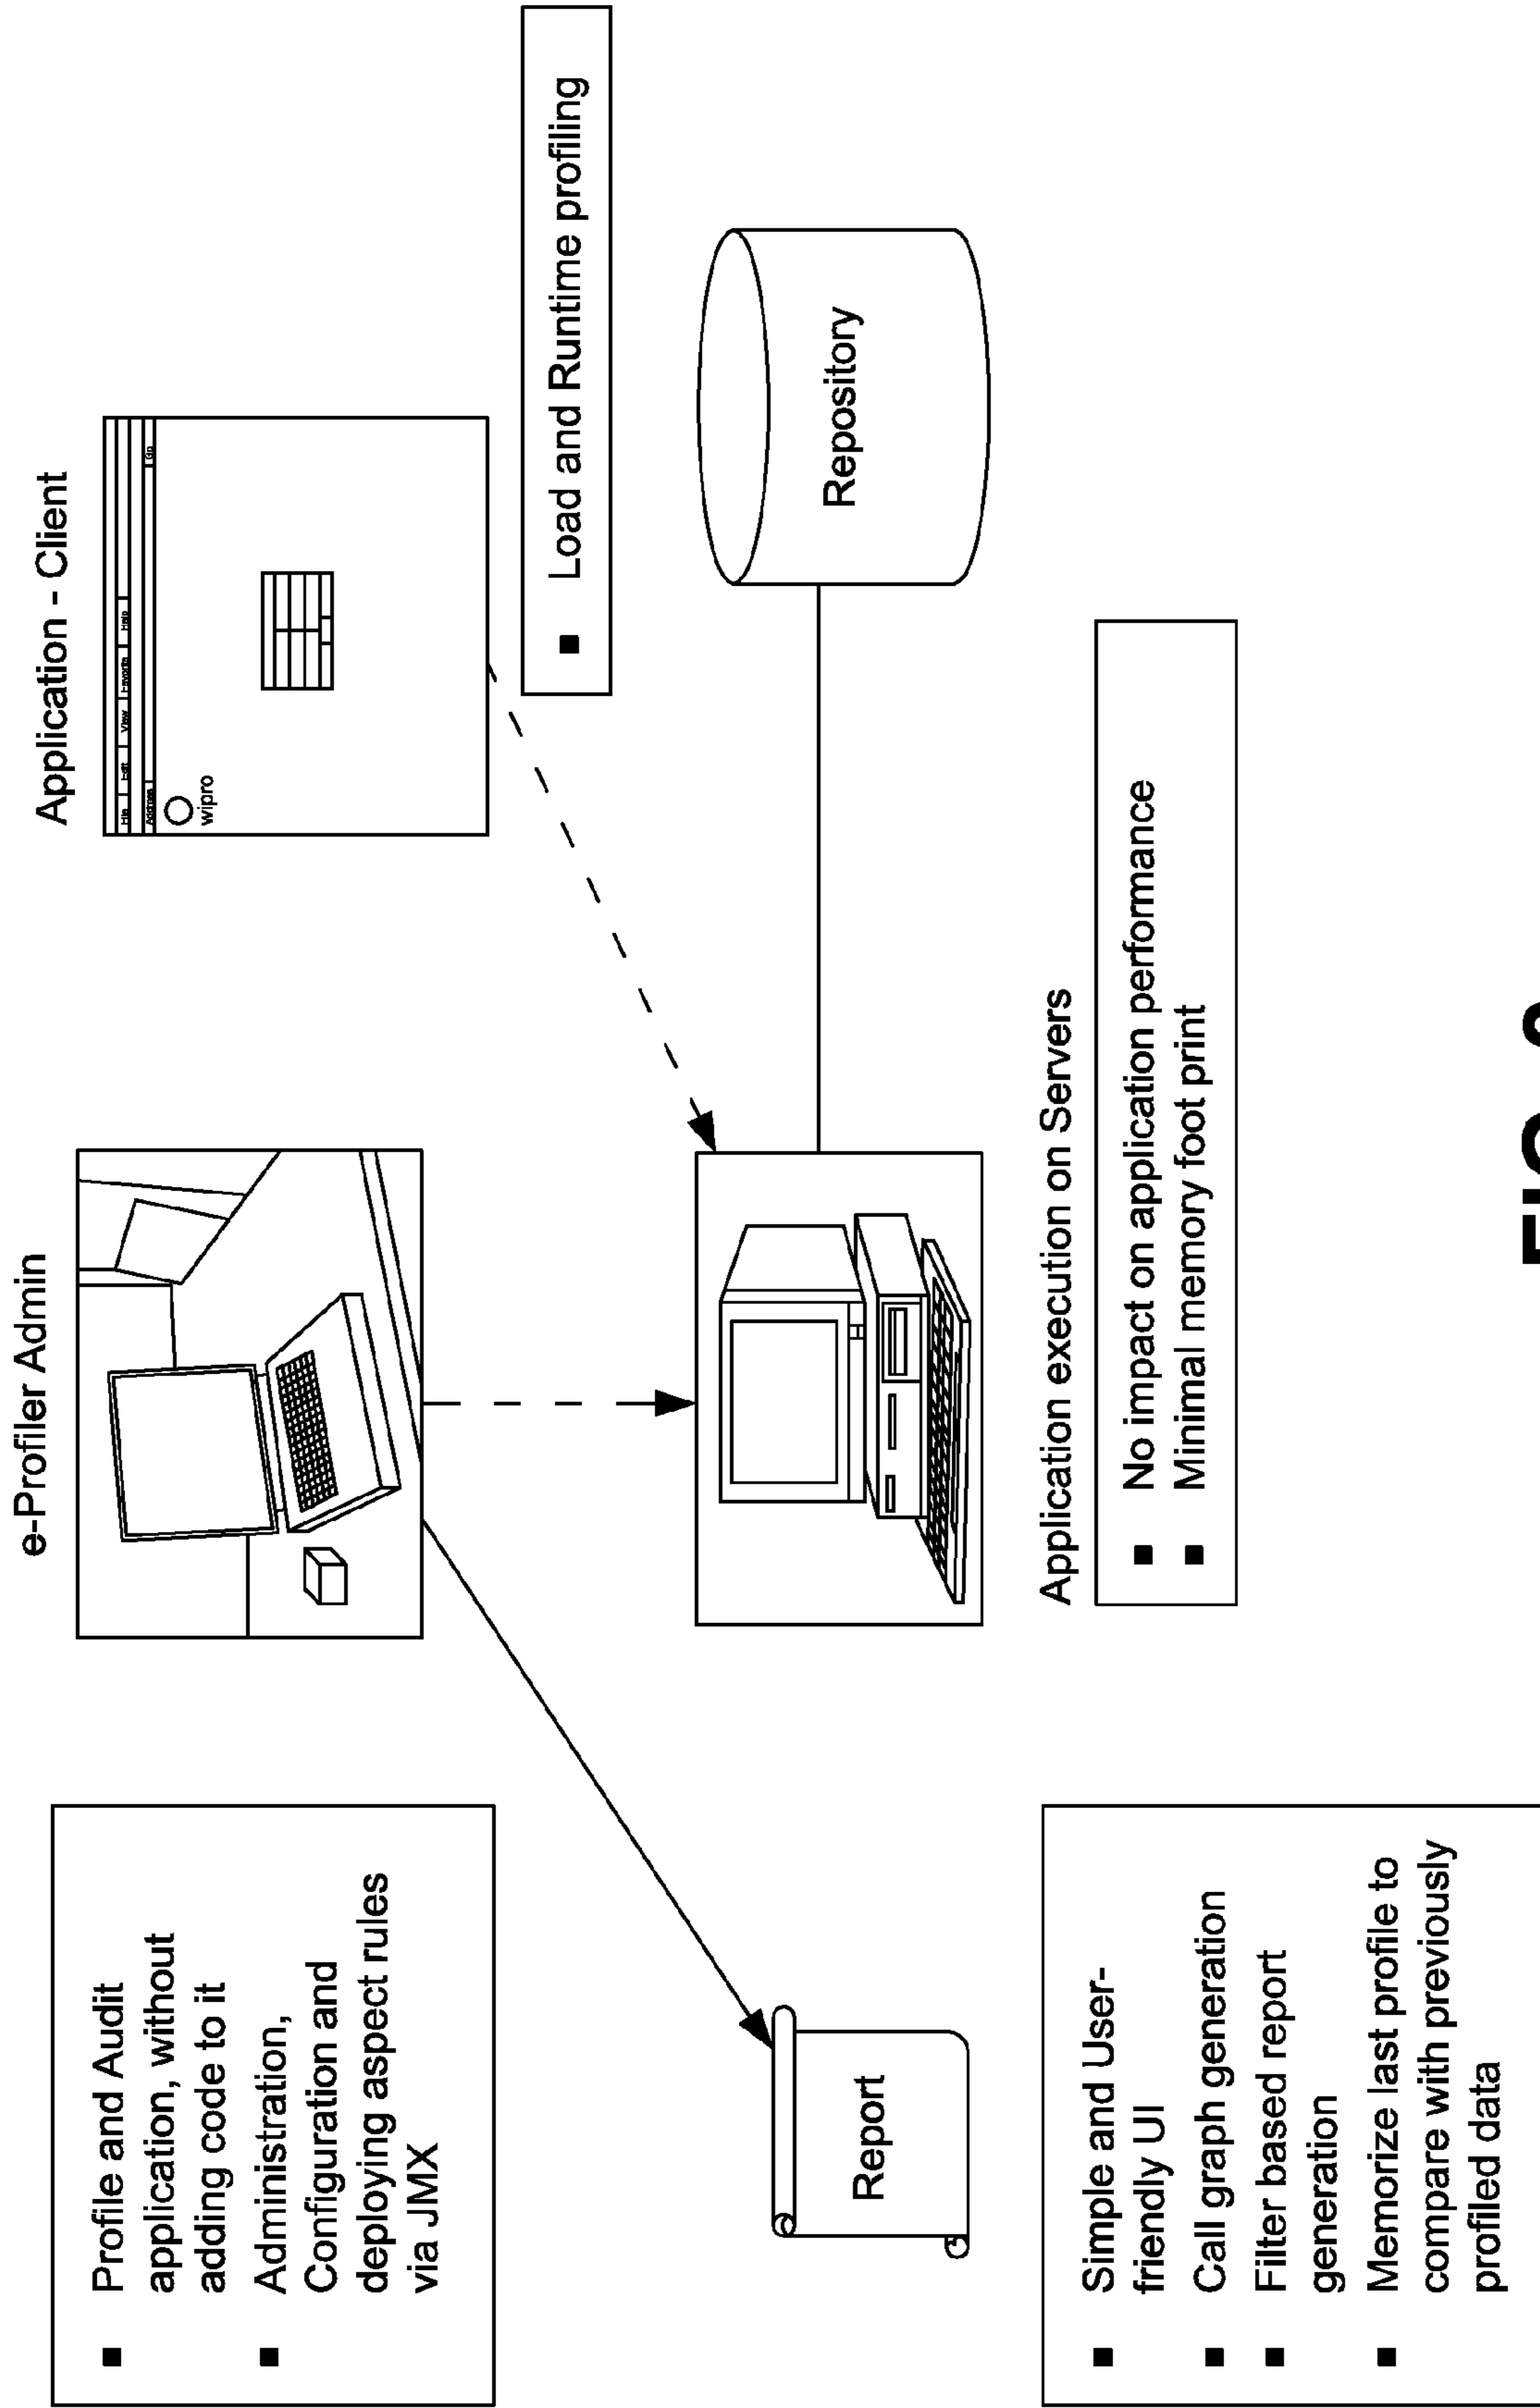 e-Profiler Admin
Application - Client
■ Profile and Audit
application, without
adding code to it
■ Administration,
Configuration and
deploying aspect rules
via JMX
File Edit View Favorite Help
Address Go
wipro
■ Load and Runtime profiling
Report
Repository
Application execution on Servers
■ No impact on application performance
■ Minimal memory foot print
■ Simple and User-
friendly UI
■ Call graph generation
■ Filter based report
generation
■ Memorize last profile to
compare with previously
profiled data